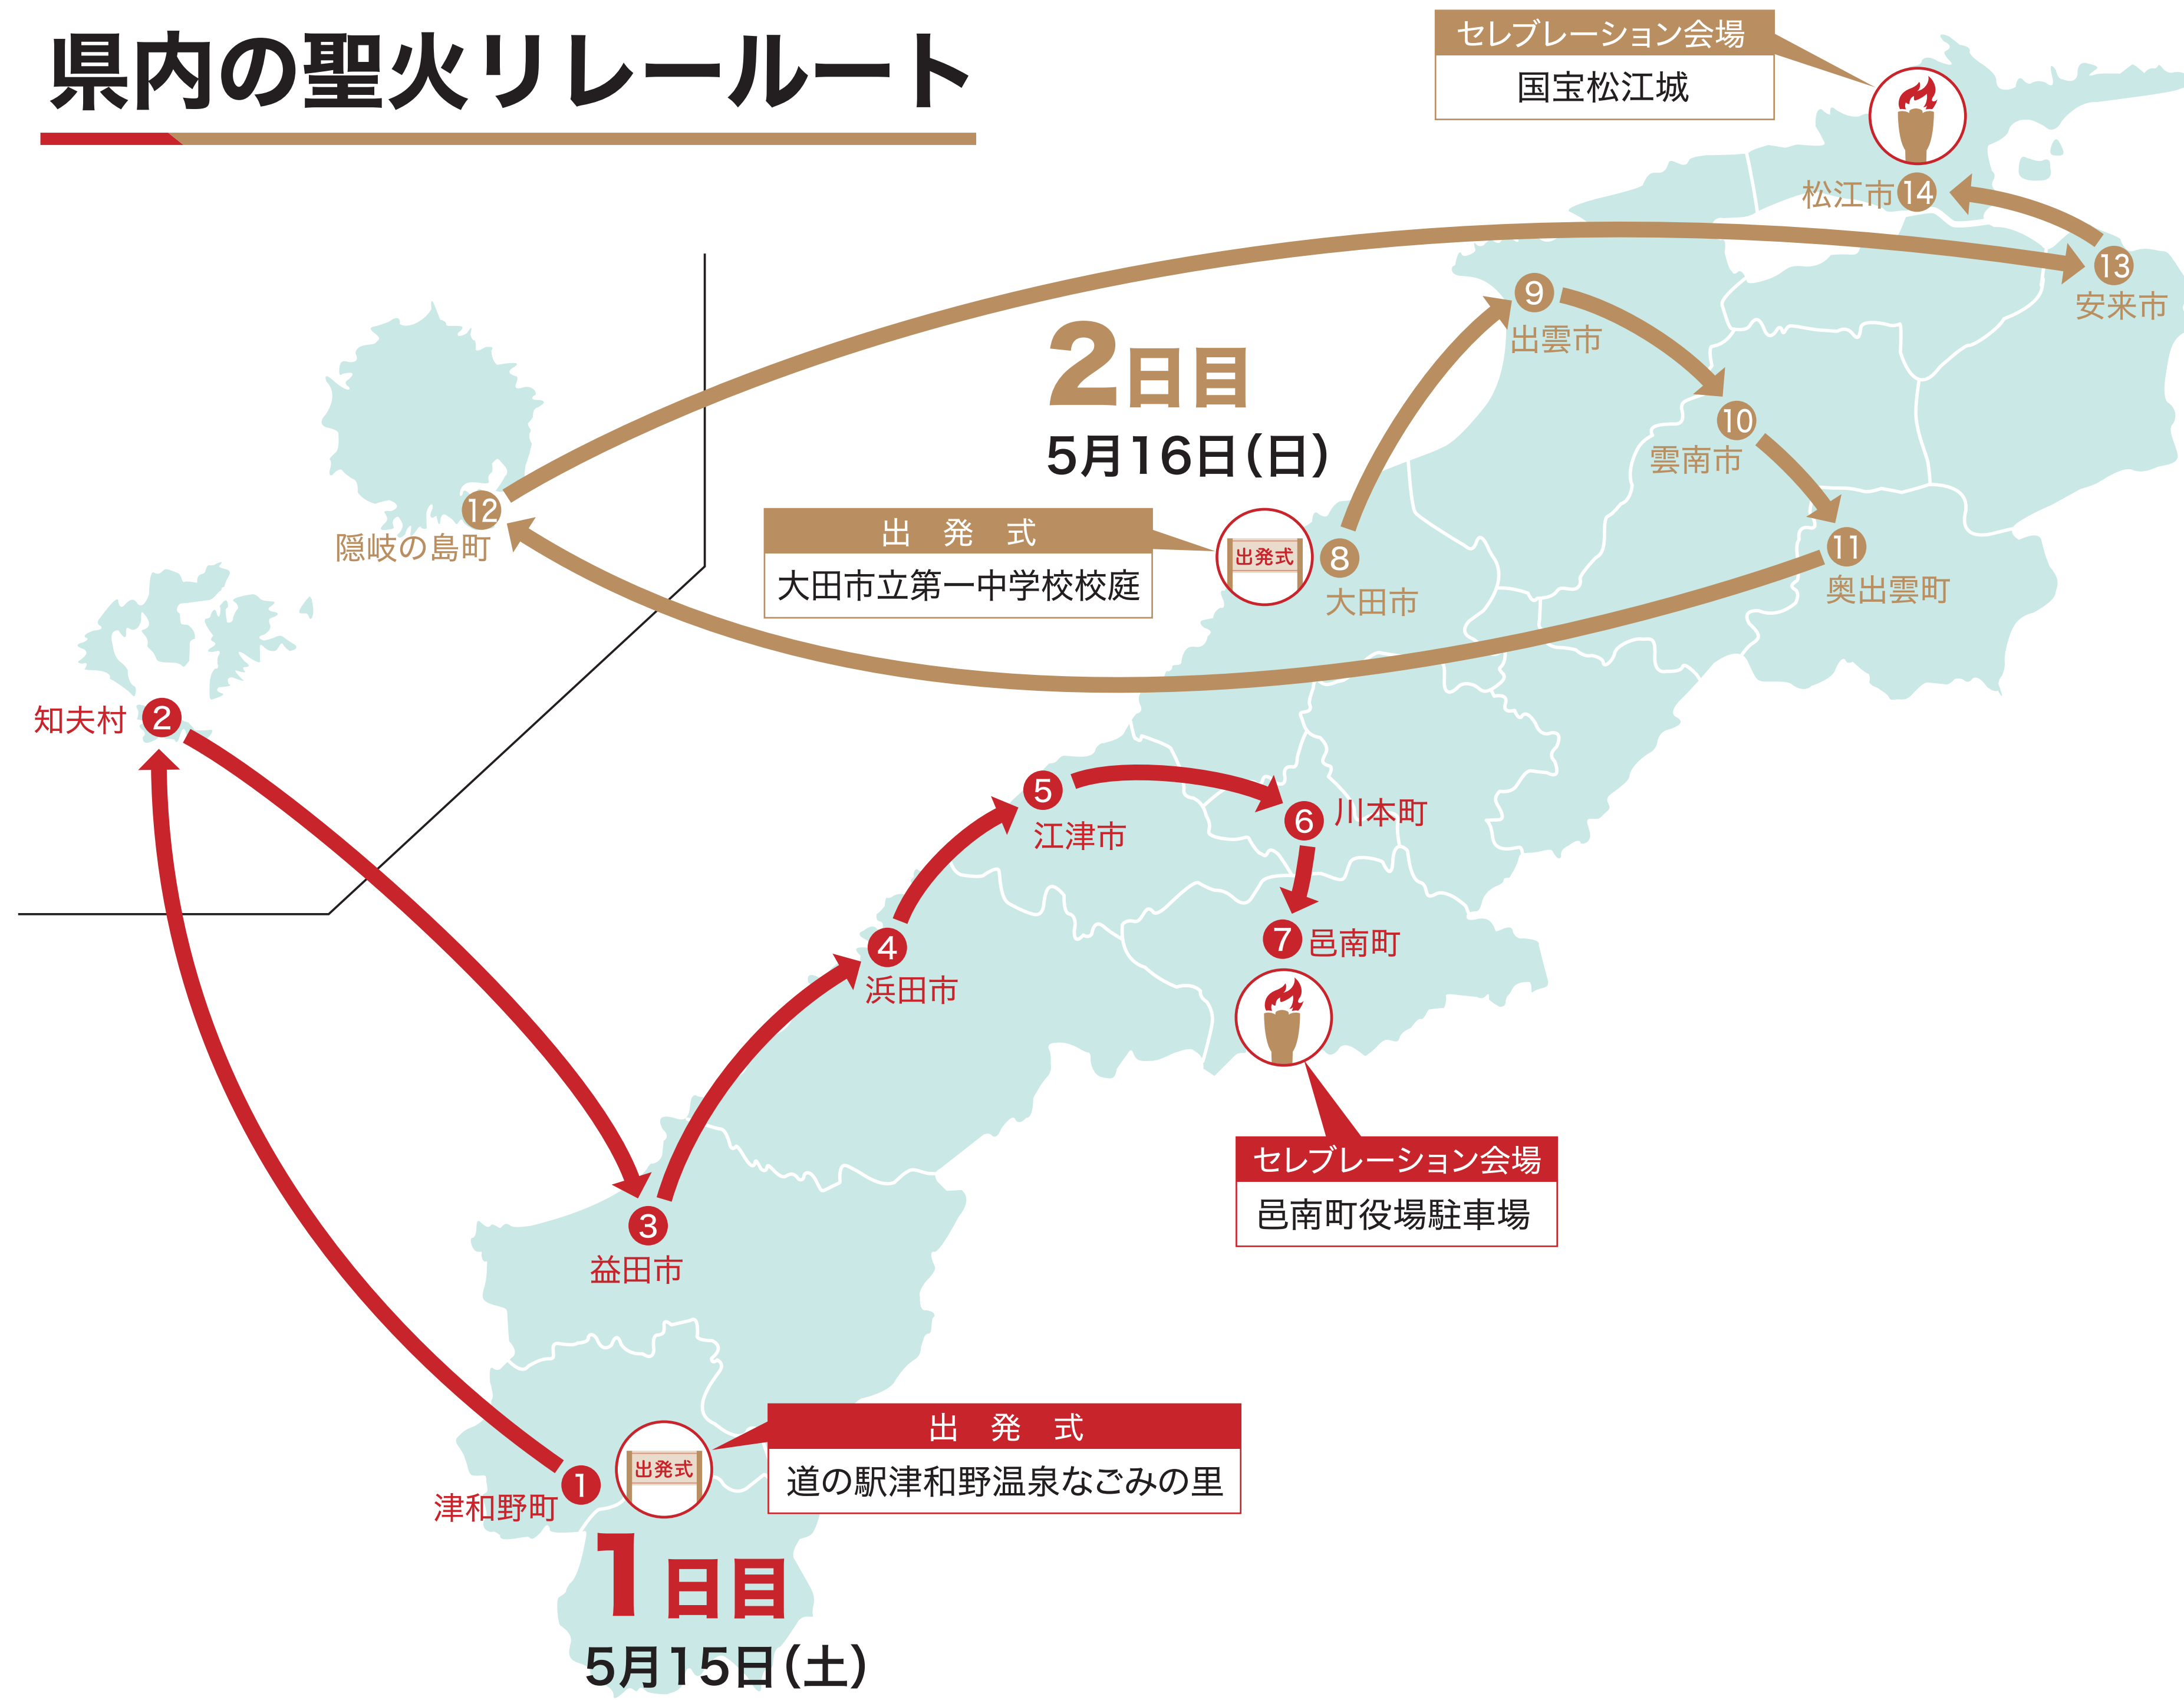 県内の聖火リレールート
セレブレーション会場
国宝松江城
松江市 14
13
安来市
9
出雲市
2日目
5月16日(日)
10
雲南市
12
隠岐の島町
出 発 式
大田市立第一中学校校庭
出発式
8
大田市
11
奥出雲町
知夫村 2
5
江津市
6 川本町
4
浜田市
7 邑南町
セレブレーション会場
邑南町役場駐車場
3
益田市
出 発 式
道の駅津和野温泉なごみの里
出発式
1
津和野町
1日目
5月15日(土)